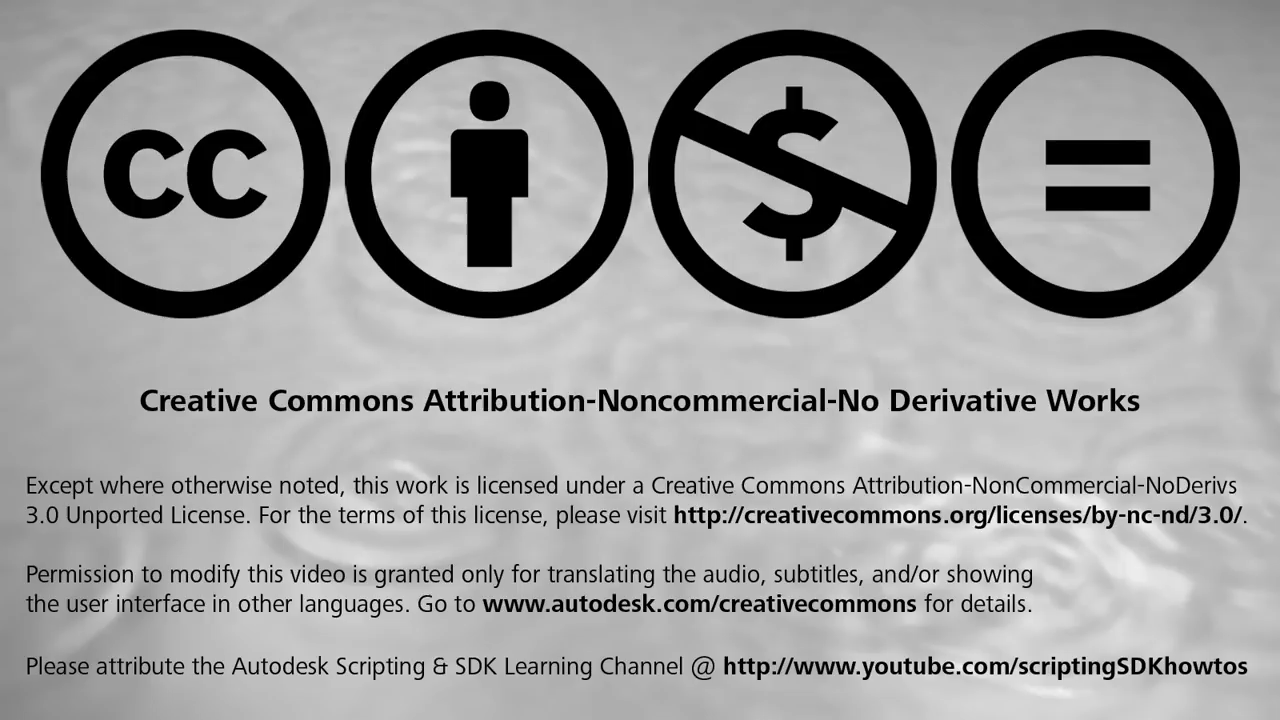 cc $ =
Creative Commons Attribution-Noncommercial-No Derivative Works
Except where otherwise noted, this work is licensed under a Creative Commons Attribution-NonCommercial-NoDerivs
3.0 Unported License. For the terms of this license, please visit http://creativecommons.org/licenses/by-nc-nd/3.0/.
Permission to modify this video is granted only for translating the audio, subtitles, and/or showing
the user interface in other languages. Go to www.autodesk.com/creativecommons for details.
Please attribute the Autodesk Scripting & SDK Learning Channel @ http://www.youtube.com/scriptingSDKhowtos